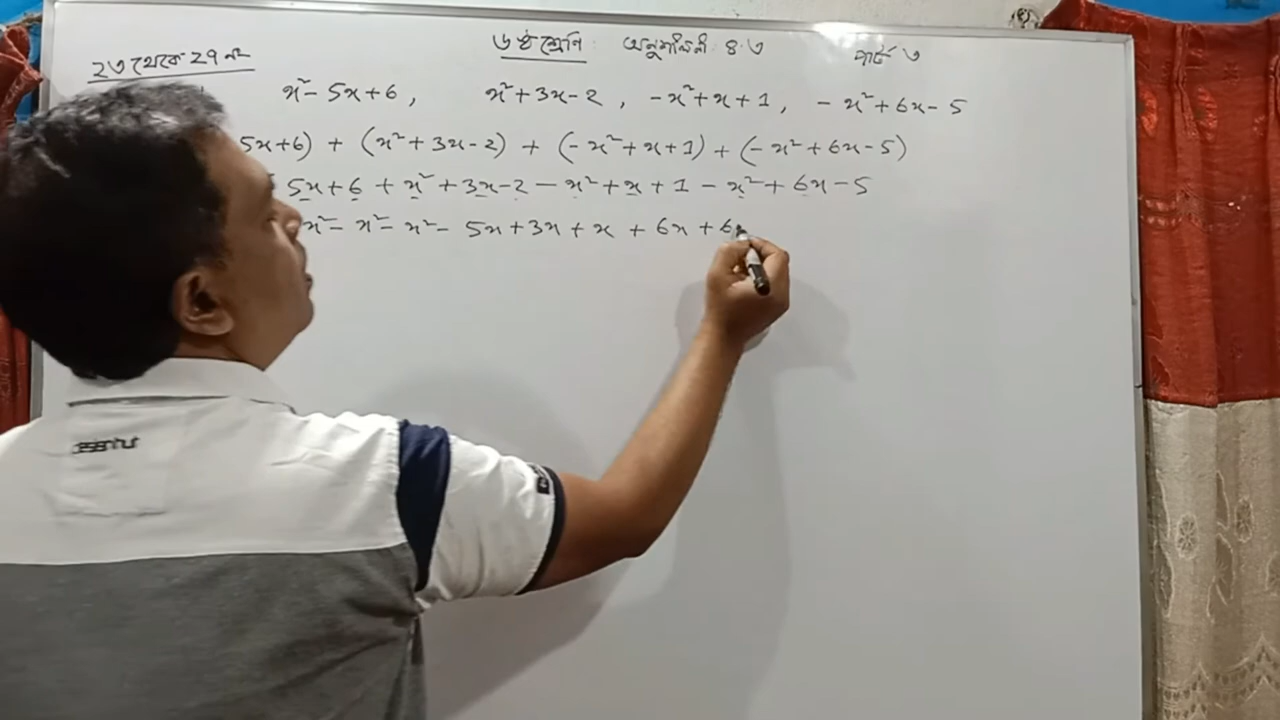 ৬ষ্ঠ শ্রেণি: অনুশীলনী: ৪.৩ পার্ট ৩
২৩ থেকে 29 নং
x² - 5x + 6, x² + 3x - 2, -x² + x + 1, - x² + 6x - 5
5x + 6) + (x² + 3x - 2) + (- x² + x + 1) + (- x² + 6x - 5)
5x + 6 + x² + 3x - 2 - x² + x + 1 - x² + 6x - 5
x² - x² - x² - 5x + 3x + x + 6x + 6
desenhut